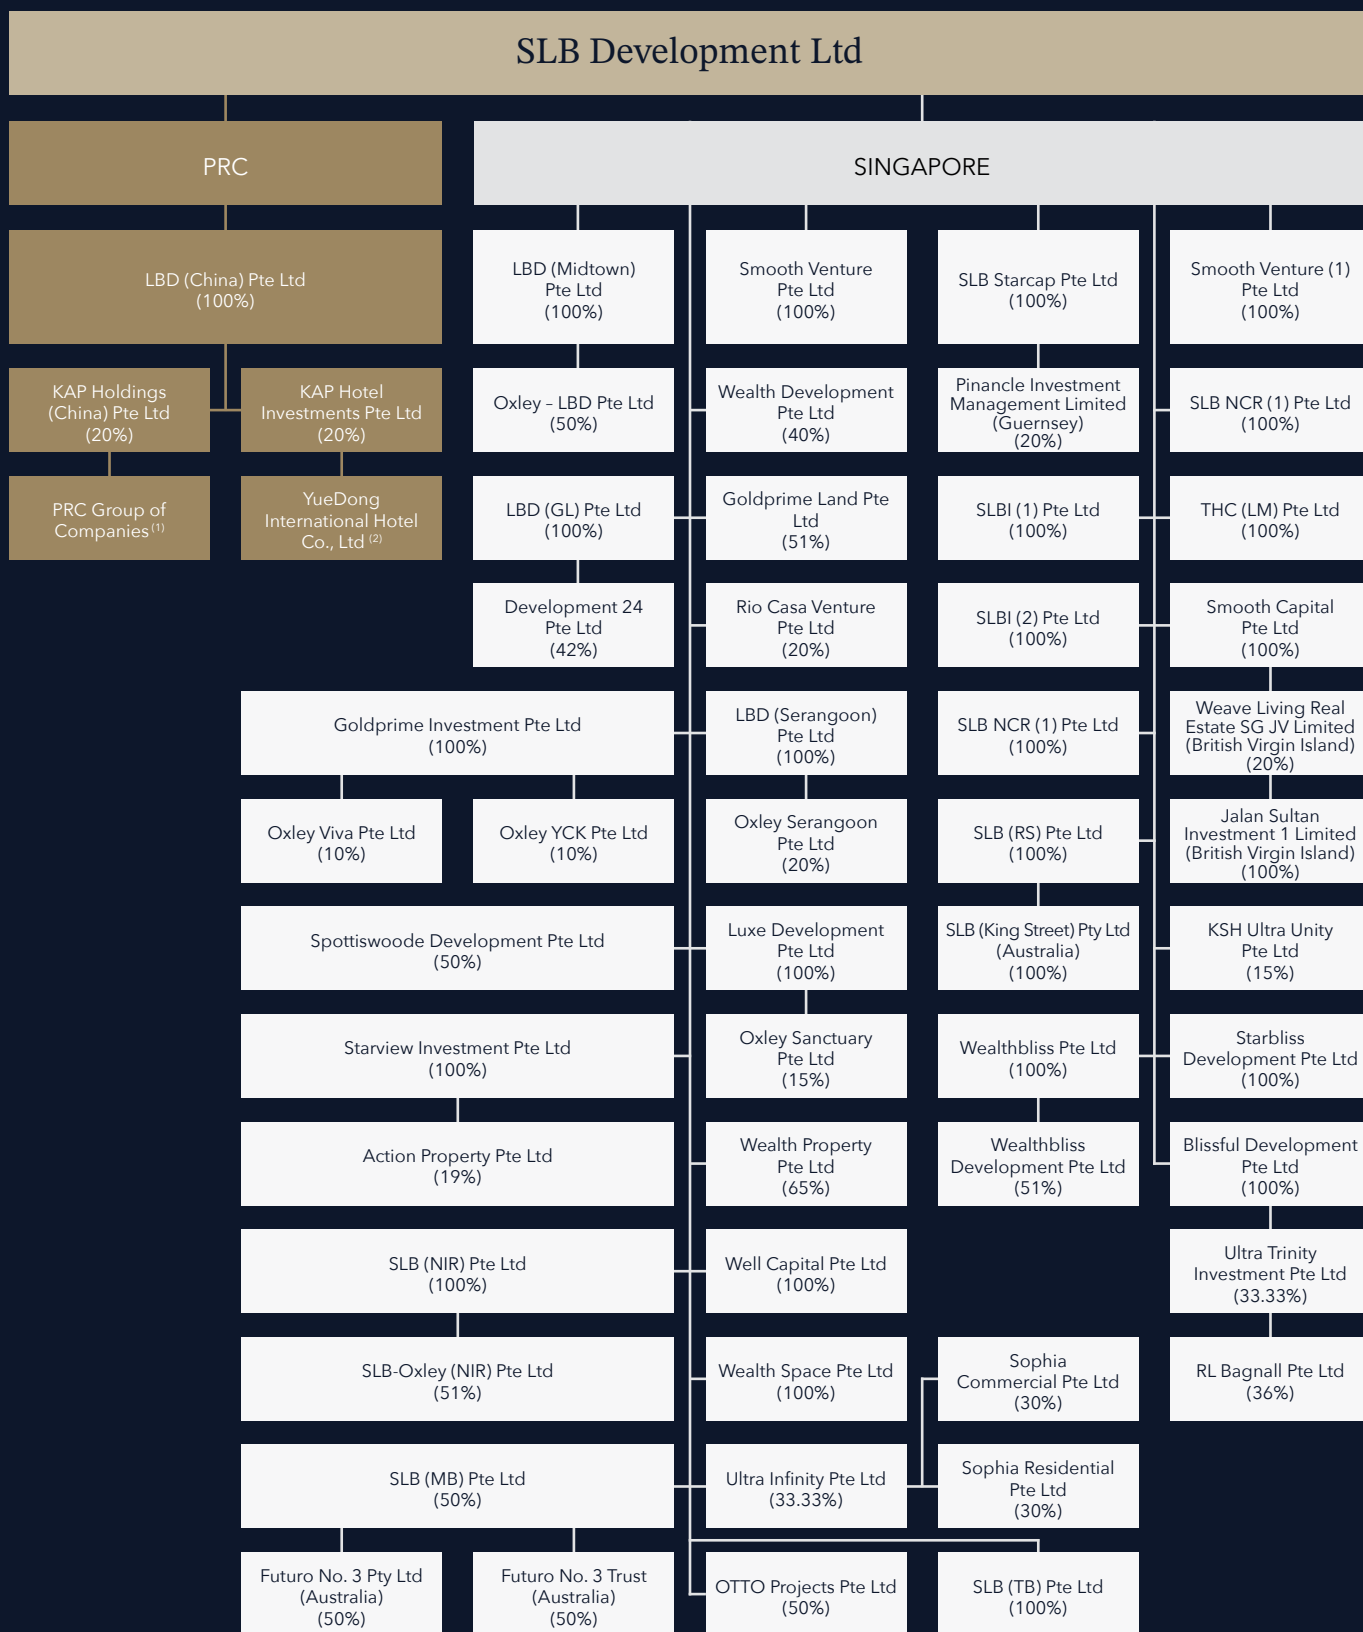 SLB Development Ltd
PRC
SINGAPORE
LBD (China) Pte Ltd
(100%)
LBD (Midtown)
Pte Ltd
(100%)
Smooth Venture
Pte Ltd
(100%)
SLB Starcap Pte Ltd
(100%)
Smooth Venture (1)
Pte Ltd
(100%)
KAP Holdings
(China) Pte Ltd
(20%)
KAP Hotel
Investments Pte Ltd
(20%)
Oxley – LBD Pte Ltd
(50%)
Wealth Development
Pte Ltd
(40%)
Pinancle Investment
Management Limited
(Guernsey)
(20%)
SLB NCR (1) Pte Ltd
(100%)
PRC Group of
Companies (1)
YueDong
International Hotel
Co., Ltd (2)
LBD (GL) Pte Ltd
(100%)
Goldprime Land Pte
Ltd
(51%)
SLBI (1) Pte Ltd
(100%)
THC (LM) Pte Ltd
(100%)
Development 24
Pte Ltd
(42%)
Rio Casa Venture
Pte Ltd
(20%)
SLBI (2) Pte Ltd
(100%)
Smooth Capital
Pte Ltd
(100%)
Goldprime Investment Pte Ltd
(100%)
LBD (Serangoon)
Pte Ltd
(100%)
SLB NCR (1) Pte Ltd
(100%)
Weave Living Real
Estate SG JV Limited
(British Virgin Island)
(20%)
Oxley Viva Pte Ltd
(10%)
Oxley YCK Pte Ltd
(10%)
Oxley Serangoon
Pte Ltd
(20%)
SLB (RS) Pte Ltd
(100%)
Jalan Sultan
Investment 1 Limited
(British Virgin Island)
(100%)
Spottiswoode Development Pte Ltd
(50%)
Luxe Development
Pte Ltd
(100%)
SLB (King Street) Pty Ltd
(Australia)
(100%)
KSH Ultra Unity
Pte Ltd
(15%)
Starview Investment Pte Ltd
(100%)
Oxley Sanctuary
Pte Ltd
(15%)
Wealthbliss Pte Ltd
(100%)
Starbliss
Development Pte Ltd
(100%)
Action Property Pte Ltd
(19%)
Wealth Property
Pte Ltd
(65%)
Wealthbliss
Development Pte Ltd
(51%)
Blissful Development
Pte Ltd
(100%)
SLB (NIR) Pte Ltd
(100%)
Well Capital Pte Ltd
(100%)
Ultra Trinity
Investment Pte Ltd
(33.33%)
SLB-Oxley (NIR) Pte Ltd
(51%)
Wealth Space Pte Ltd
(100%)
Sophia
Commercial Pte Ltd
(30%)
RL Bagnall Pte Ltd
(36%)
SLB (MB) Pte Ltd
(50%)
Ultra Infinity Pte Ltd
(33.33%)
Sophia Residential
Pte Ltd
(30%)
Futuro No. 3 Pty Ltd
(Australia)
(50%)
Futuro No. 3 Trust
(Australia)
(50%)
OTTO Projects Pte Ltd
(50%)
SLB (TB) Pte Ltd
(100%)